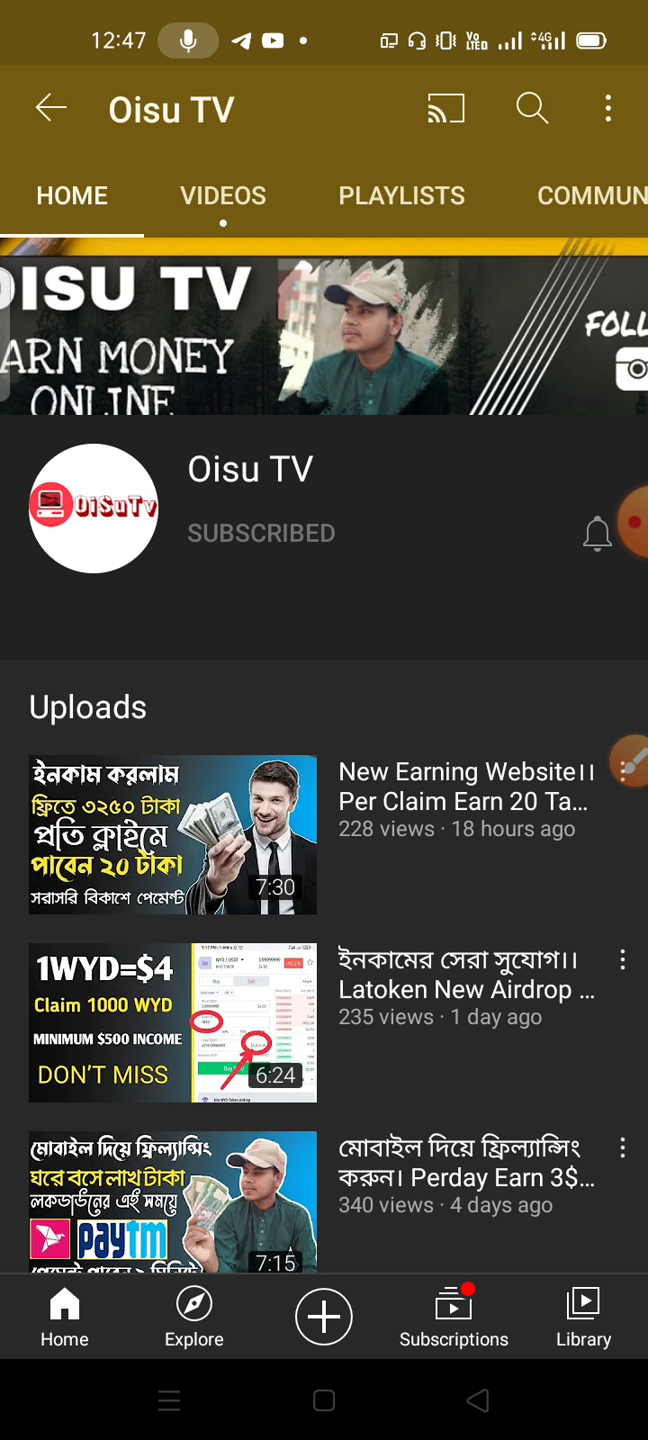 12:47
Vo
LTED
4G
Oisu TV
HOME
VIDEOS
PLAYLISTS
COMMUN
OISU TV
ARN MONEY
ONLINE
FOLL
OiSuTv
Oisu TV
SUBSCRIBED
Uploads
ইনকাম করলাম
ফ্রিতে ৩২৫০ টাকা
প্রতি ক্লাইমে
পাবেন ২০ টাকা
সরাসরি বিকাশে পেমেন্ট
7:30
New Earning Website।।
Per Claim Earn 20 Ta...
228 views · 18 hours ago
1WYD=$4
Claim 1000 WYD
MINIMUM $500 INCOME
DON'T MISS
6:24
ইনকামের সেরা সুযোগ।।
Latoken New Airdrop ...
235 views · 1 day ago
মোবাইল দিয়ে ফ্রিল্যান্সিং
ঘরে বসে লাখ টাকা
লকডাউনের এই সময়ে
paytm
7:15
মোবাইল দিয়ে ফ্রিল্যান্সিং
করুন। Perday Earn 3$...
340 views · 4 days ago
Home
Explore
Subscriptions
Library